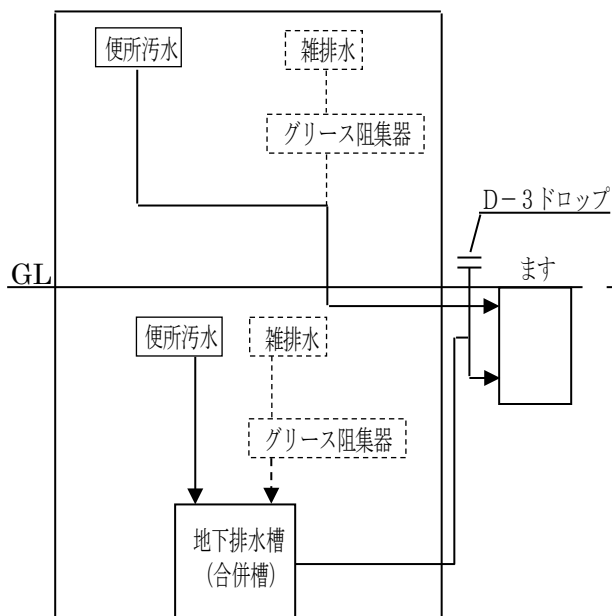 便所汚水
雑排水
グリース阻集器
D-3ドロップ
GL
ます
便所汚水
雑排水
グリース阻集器
地下排水槽
(合併槽)